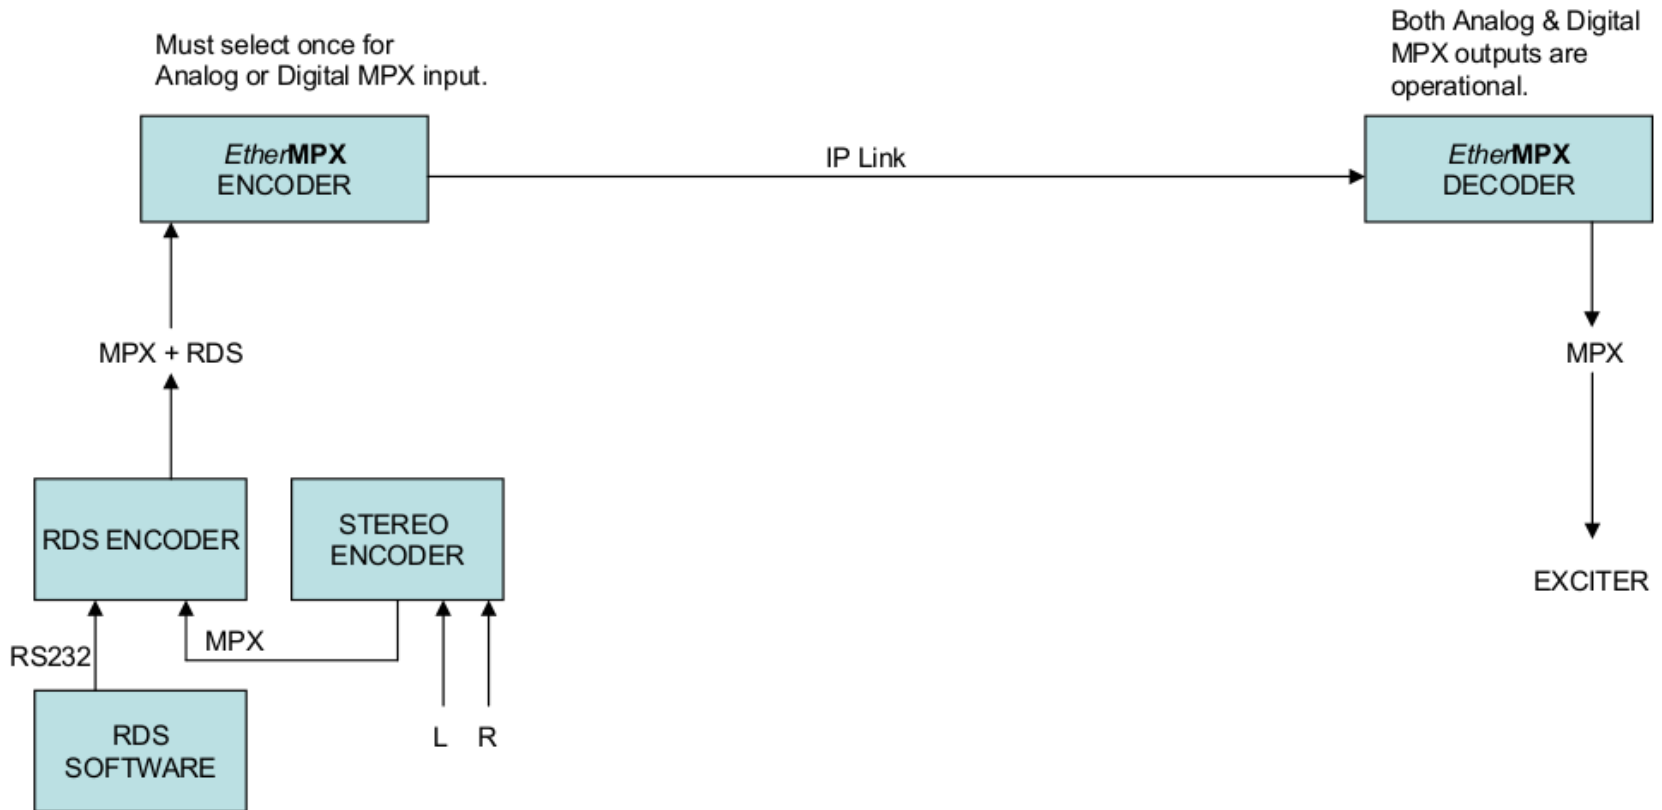 Must select once for
Analog or Digital MPX input.
Both Analog & Digital
MPX outputs are
operational.
EtherMPX
ENCODER
IP Link
EtherMPX
DECODER
MPX + RDS
MPX
RDS ENCODER
STEREO
ENCODER
EXCITER
RS232
MPX
RDS
SOFTWARE
L
R